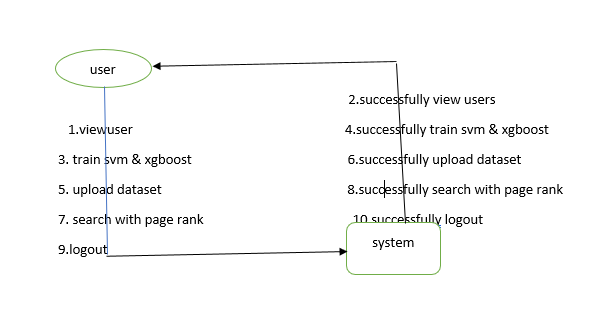 user
2.successfully view users
1.viewuser
4.successfully train svm & xgboost
3. train svm & xgboost
6.successfully upload dataset
5. upload dataset
8.successfully search with page rank
7. search with page rank
10.successfully logout
9.logout
system